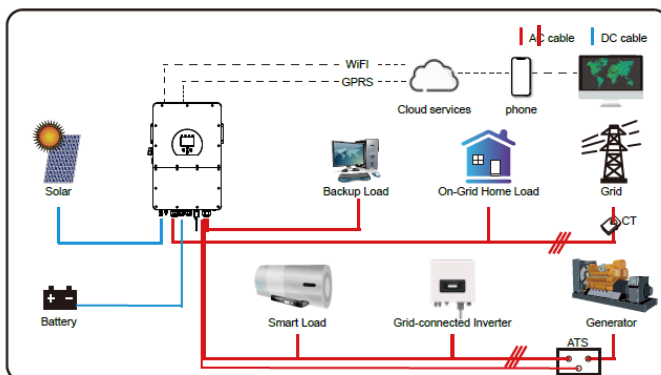 AC cable
DC cable
WiFI
GPRS
Cloud services
phone
Solar
Backup Load
On-Grid Home Load
Grid
CT
Battery
Smart Load
Grid-connected Inverter
Generator
ATS